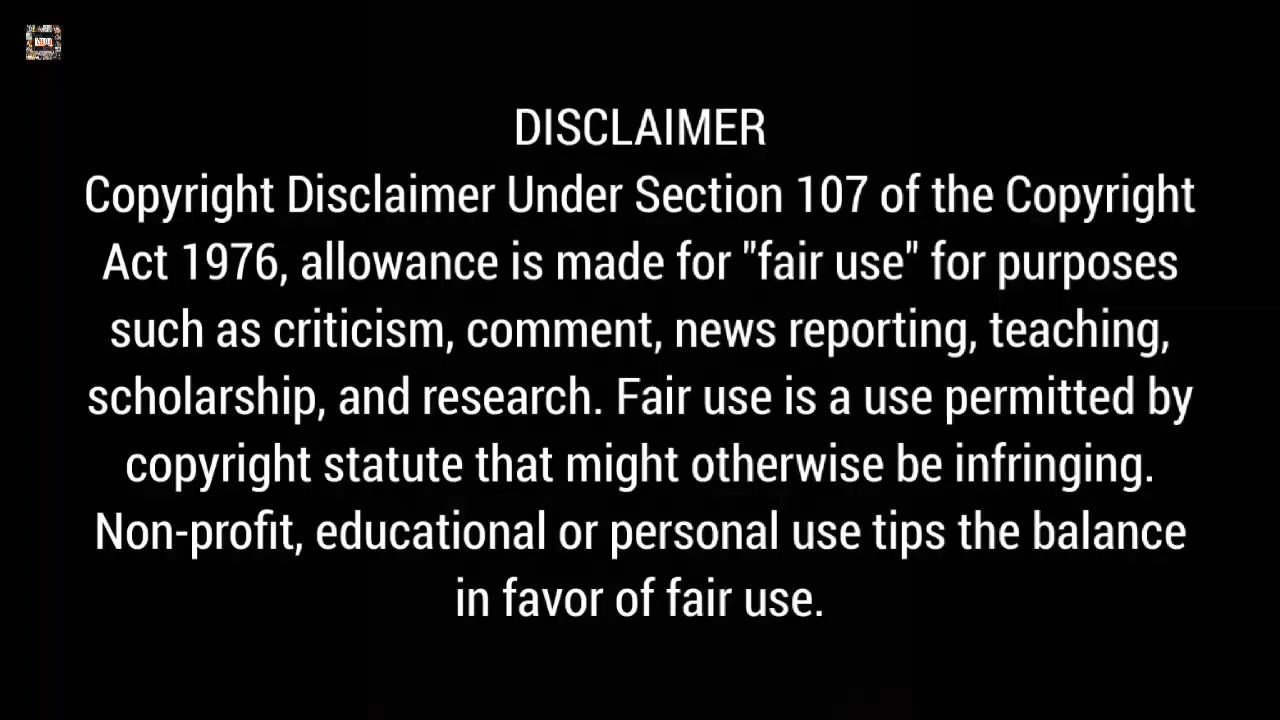 DISCLAIMER
Copyright Disclaimer Under Section 107 of the Copyright
Act 1976, allowance is made for "fair use" for purposes
such as criticism, comment, news reporting, teaching,
scholarship, and research. Fair use is a use permitted by
copyright statute that might otherwise be infringing.
Non-profit, educational or personal use tips the balance
in favor of fair use.